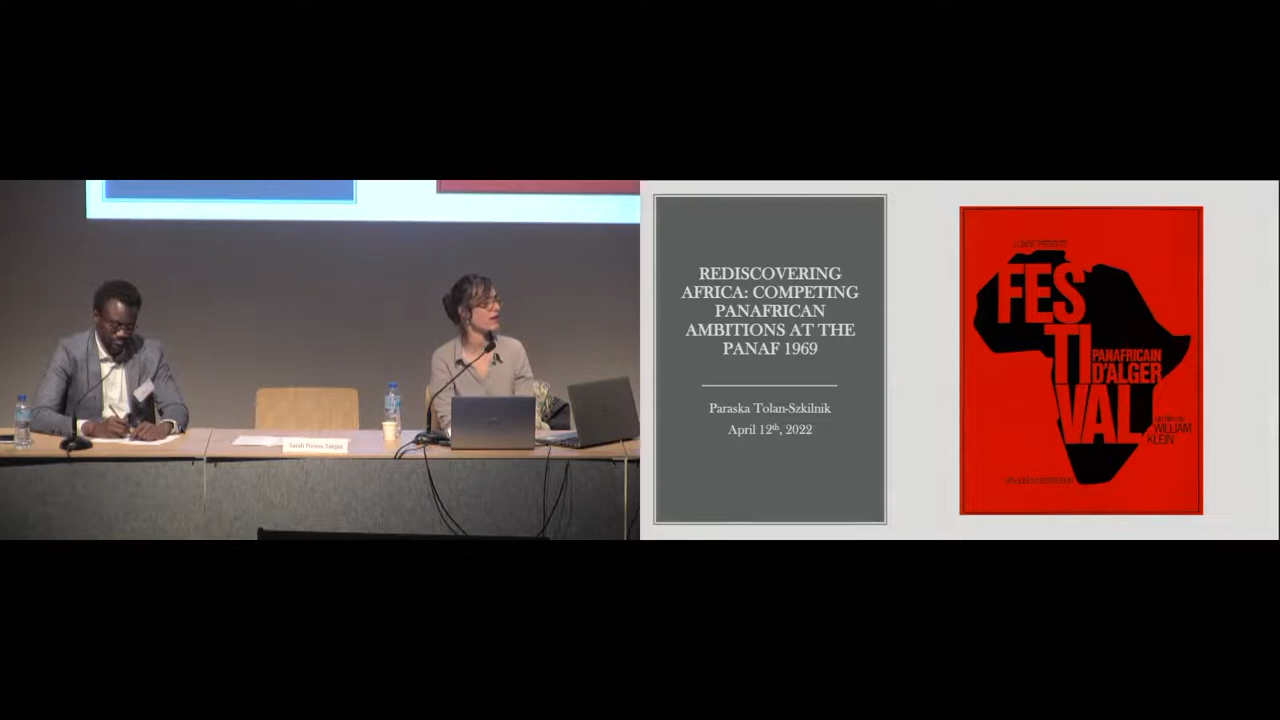 REDISCOVERING
AFRICA: COMPETING
PANAFRICAN
AMBITIONS AT THE
PANAF 1969
Paraska Tolan-Szkilnik
April 12th, 2022
FES
TI
VAL
PANAFRICAIN
D'ALGER
WILLIAM
KLEIN
Sarah